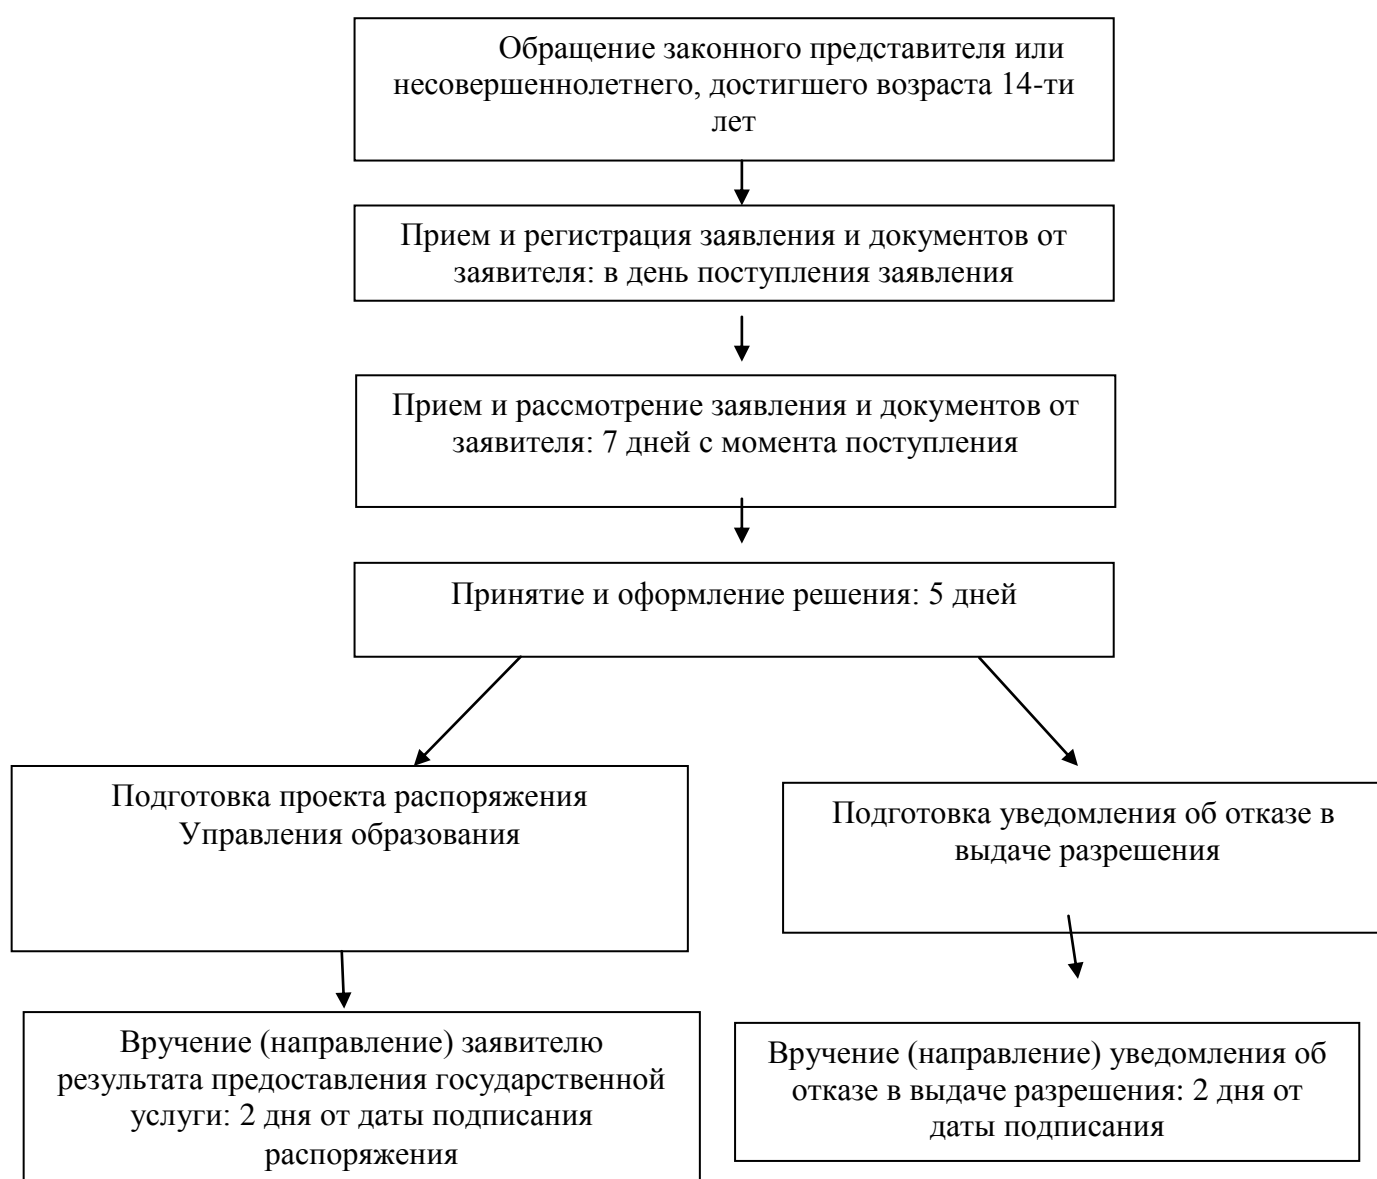 Обращение законного представителя или
несовершеннолетнего, достигшего возраста 14-ти
лет
Прием и регистрация заявления и документов от
заявителя: в день поступления заявления
Прием и рассмотрение заявления и документов от
заявителя: 7 дней с момента поступления
Принятие и оформление решения: 5 дней
Подготовка проекта распоряжения
Управления образования
Подготовка уведомления об отказе в
выдаче разрешения
Вручение (направление) заявителю
результата предоставления государственной
услуги: 2 дня от даты подписания
распоряжения
Вручение (направление) уведомления об
отказе в выдаче разрешения: 2 дня от
даты подписания